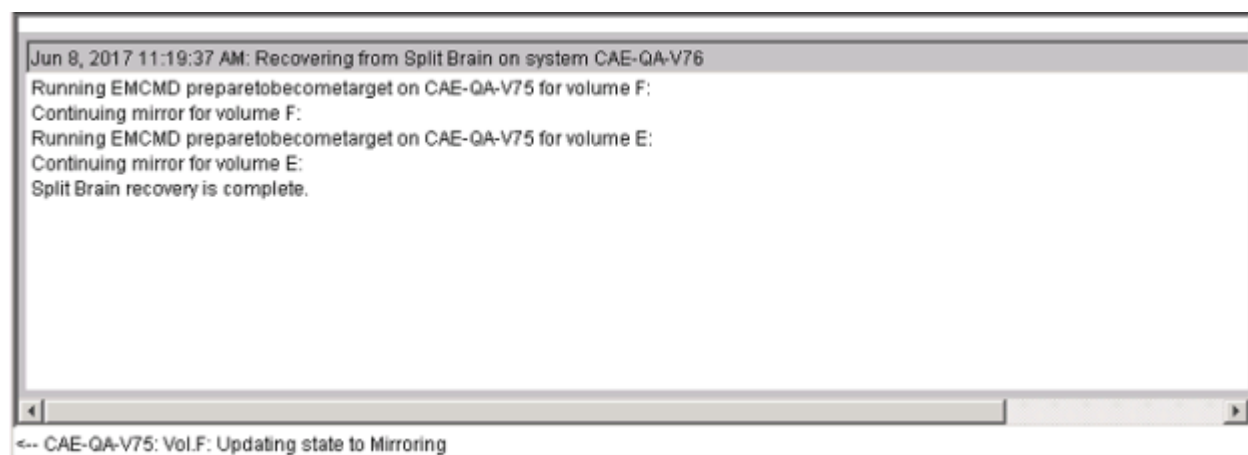 Jun 8, 2017 11:19:37 AM: Recovering from Split Brain on system CAE-QA-V76
Running EMCMD preparetobecometarget on CAE-QA-V75 for volume F:
Continuing mirror for volume F:
Running EMCMD preparetobecometarget on CAE-QA-V75 for volume E:
Continuing mirror for volume E:
Split Brain recovery is complete.
<-- CAE-QA-V75: Vol.F: Updating state to Mirroring